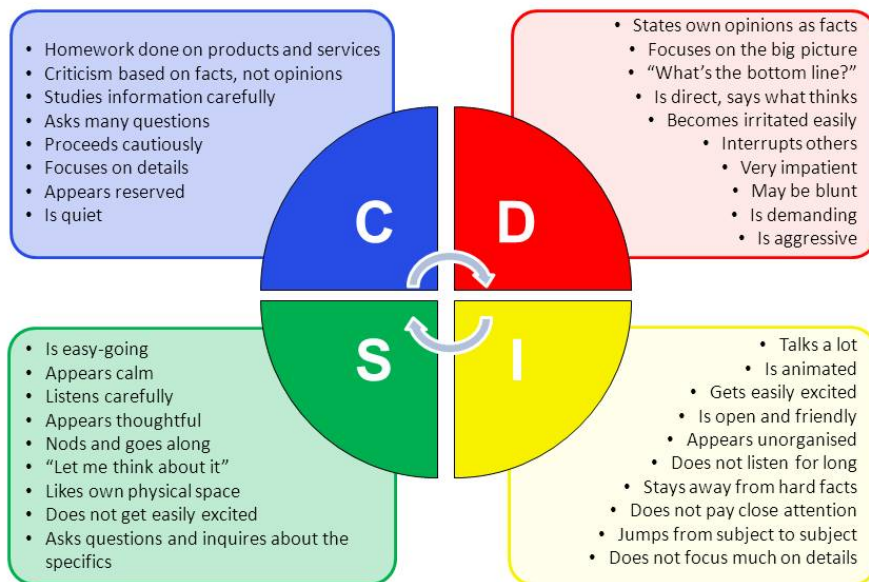 • Homework done on products and services
• Criticism based on facts, not opinions
• Studies information carefully
• Asks many questions
• Proceeds cautiously
• Focuses on details
• Appears reserved
• Is quiet
• States own opinions as facts
• Focuses on the big picture
• “What’s the bottom line?”
• Is direct, says what thinks
• Becomes irritated easily
• Interrupts others
• Very impatient
• May be blunt
• Is demanding
• Is aggressive
C
D
S
I
• Is easy-going
• Appears calm
• Listens carefully
• Appears thoughtful
• Nods and goes along
• “Let me think about it”
• Likes own physical space
• Does not get easily excited
• Asks questions and inquires about the
specifics
• Talks a lot
• Is animated
• Gets easily excited
• Is open and friendly
• Appears unorganised
• Does not listen for long
• Stays away from hard facts
• Does not pay close attention
• Jumps from subject to subject
• Does not focus much on details